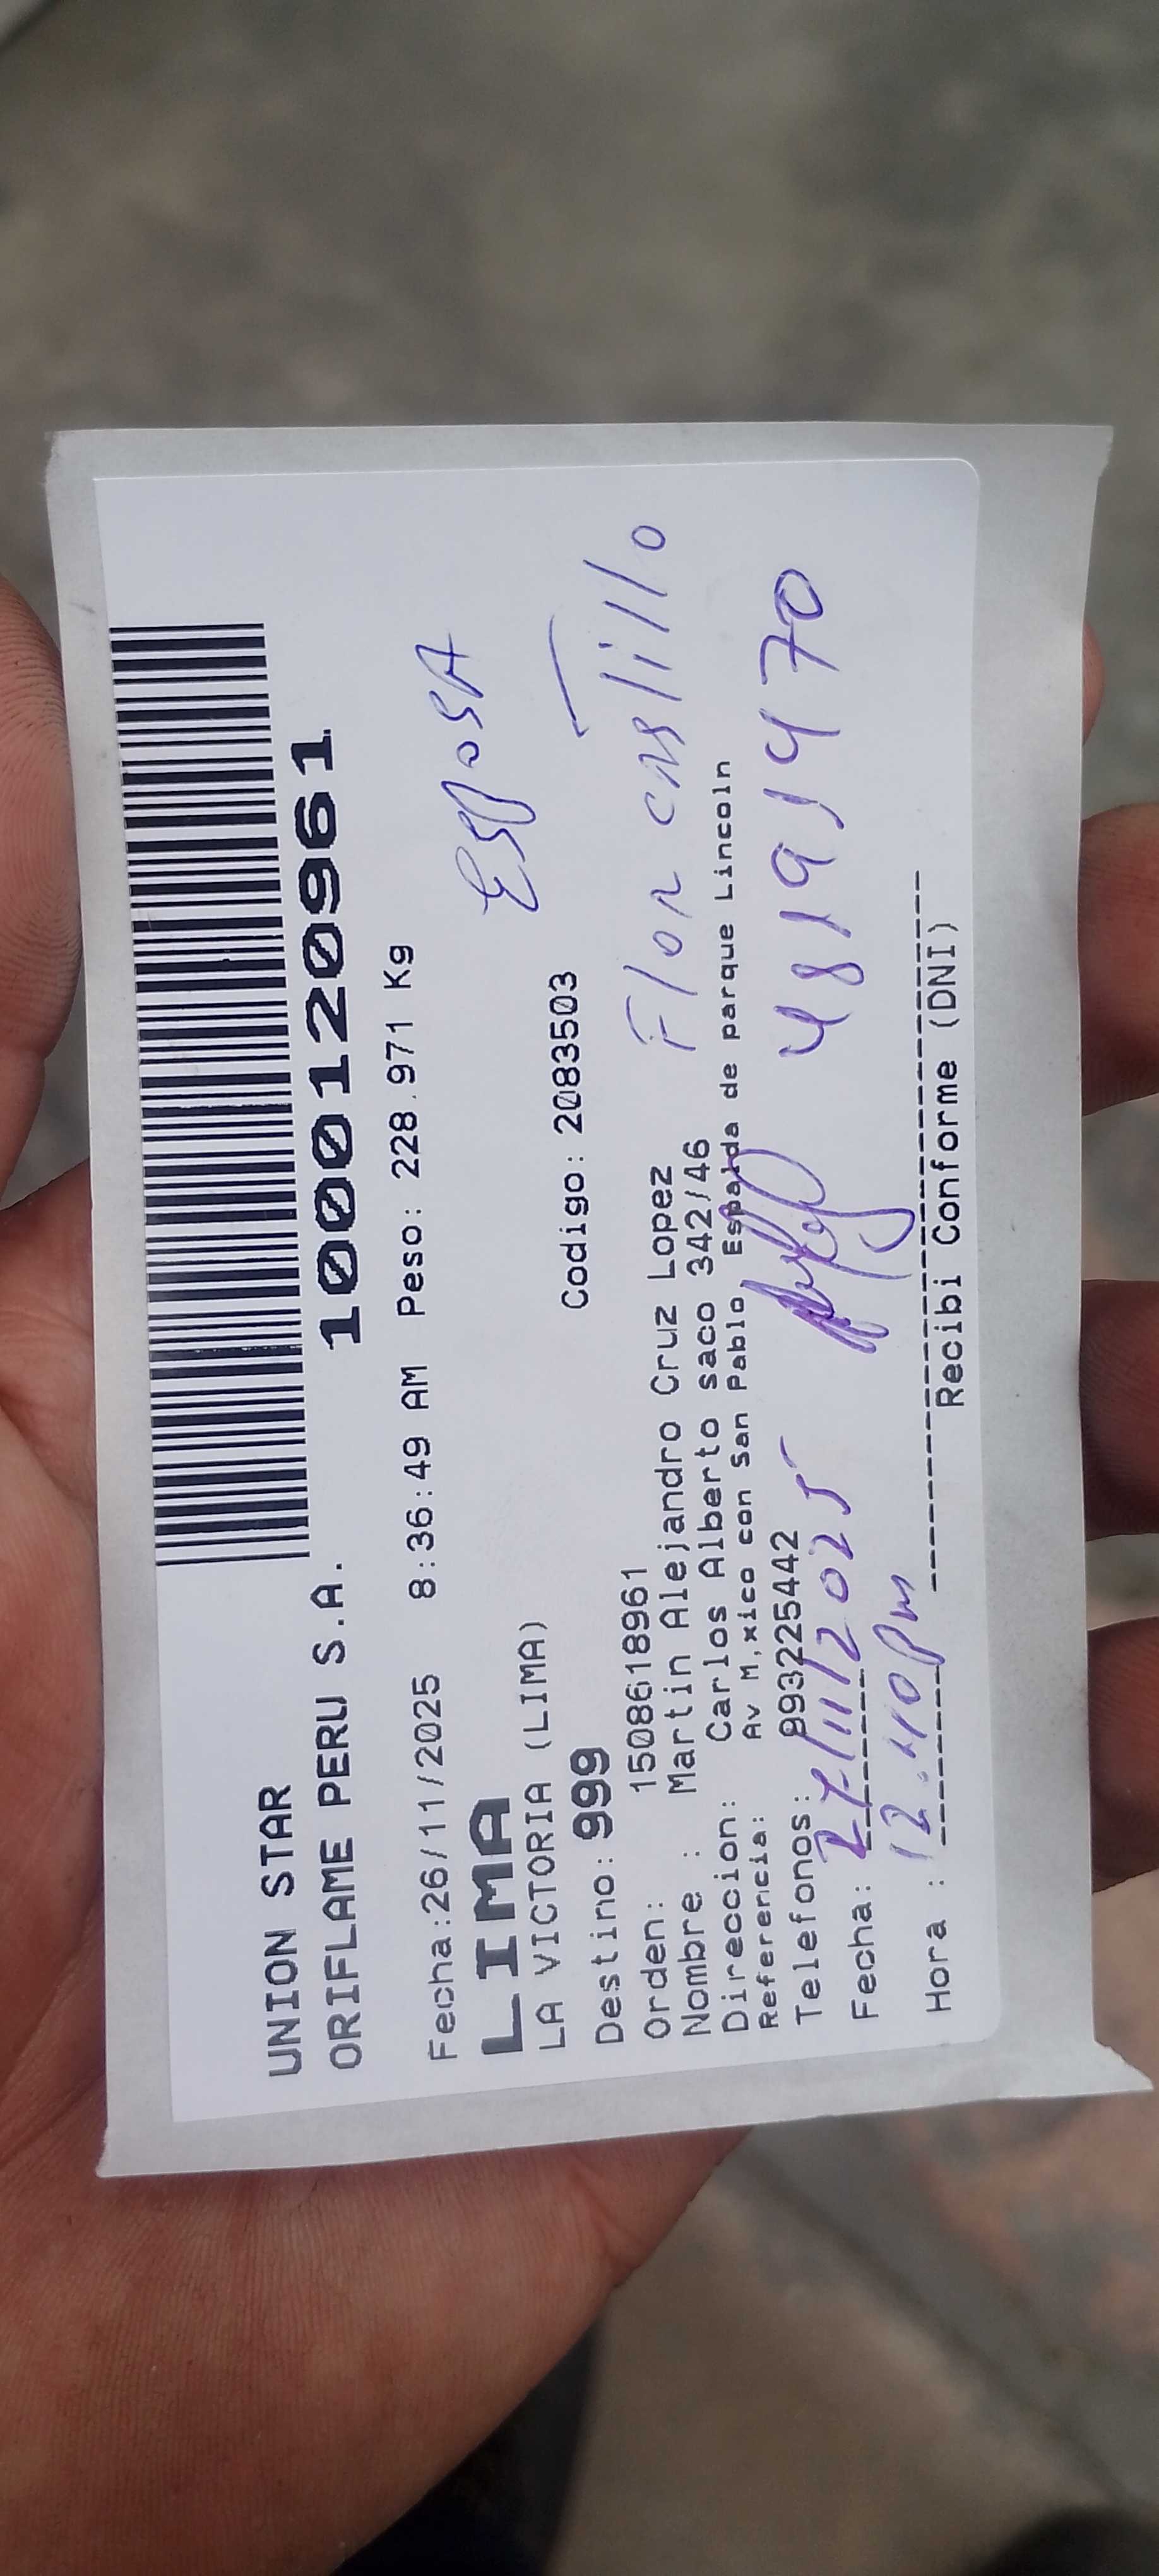 UNION STAR
ORIFLAME PERU S.A. 1000120961
Fecha:26/11/2025 8:36:49 AM Peso: 228.971 Kg
LIMA
Esposa
LA VICTORIA (LIMA)
Destino: 999 Codigo: 2083503
Orden: 1508618961
Flor casTillo
Nombre : Martin Alejandro Cruz Lopez
Direccion: Carlos Alberto saco 342/46
Referencia: Av M,xico con San Pablo Espalda de parque Lincoln
Telefonos: 993225442
48191470
Fecha: 27/11/2025
Hora : 12.40pm
Recibi Conforme (DNI)